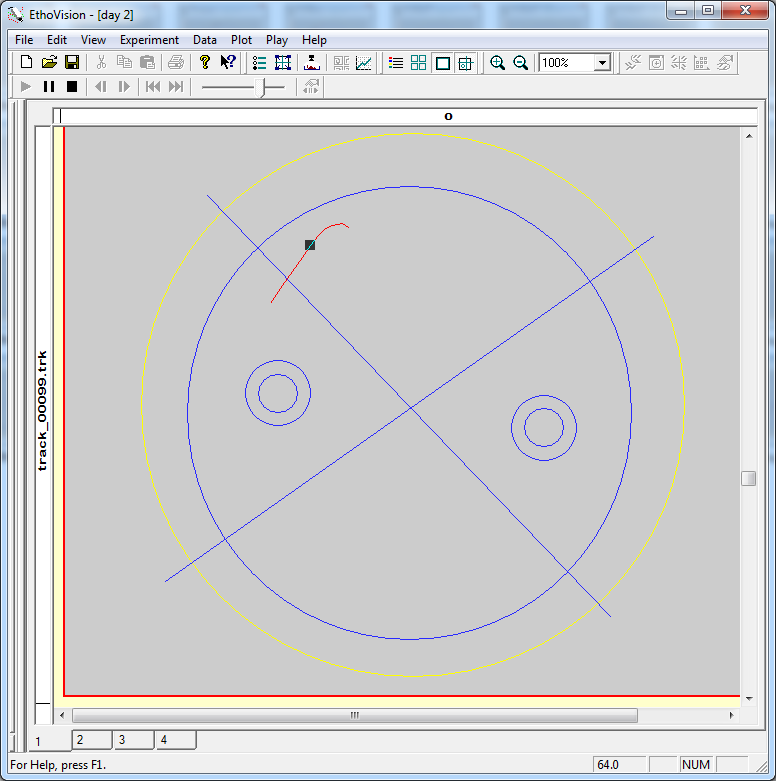 EthoVision - [day 2]
File Edit View Experiment Data Plot Play Help
100%
o
track_00099.trk
1 2 3 4
For Help, press F1.
64.0 NUM